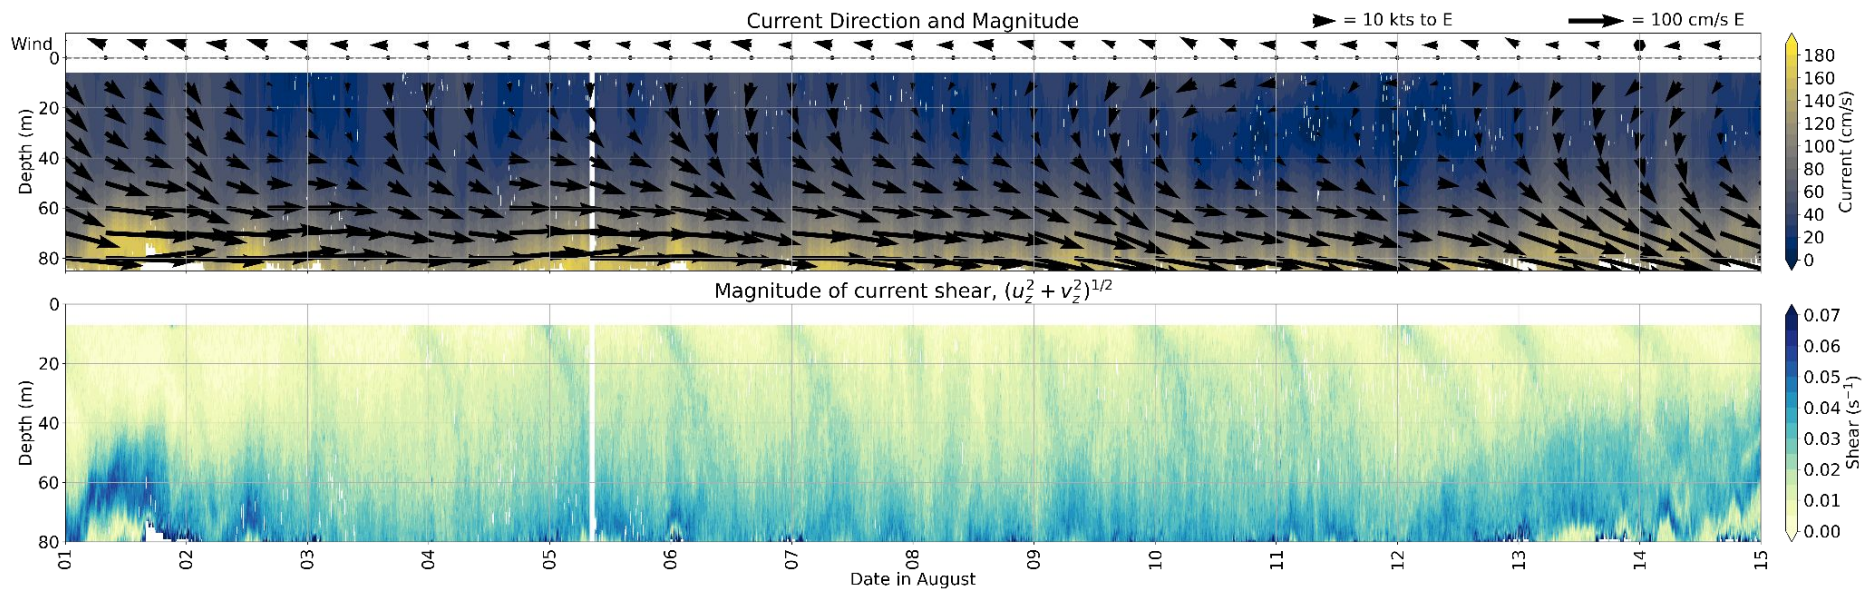 Current Direction and Magnitude
= 10 kts to E
= 100 cm/s E
Wind
0
20
40
60
80
Depth (m)
180
160
140
120
100
80
60
40
20
0
Current (cm/s)
Magnitude of current shear, $(u_z^2 + v_z^2)^{1/2}$
0
20
40
60
80
Depth (m)
0.07
0.06
0.05
0.04
0.03
0.02
0.01
0.00
Shear (s⁻¹)
01 02 03 04 05 06 07 08 09 10 11 12 13 14 15
Date in August